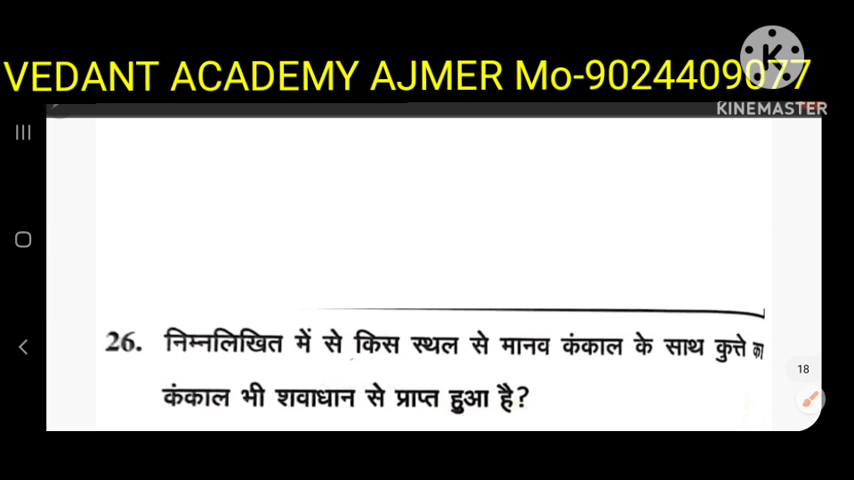 VEDANT ACADEMY AJMER Mo-9024409077
KINEMASTER
26. निम्नलिखित में से किस स्थल से मानव कंकाल के साथ कुत्ते का
18
कंकाल भी शवाधान से प्राप्त हुआ है?